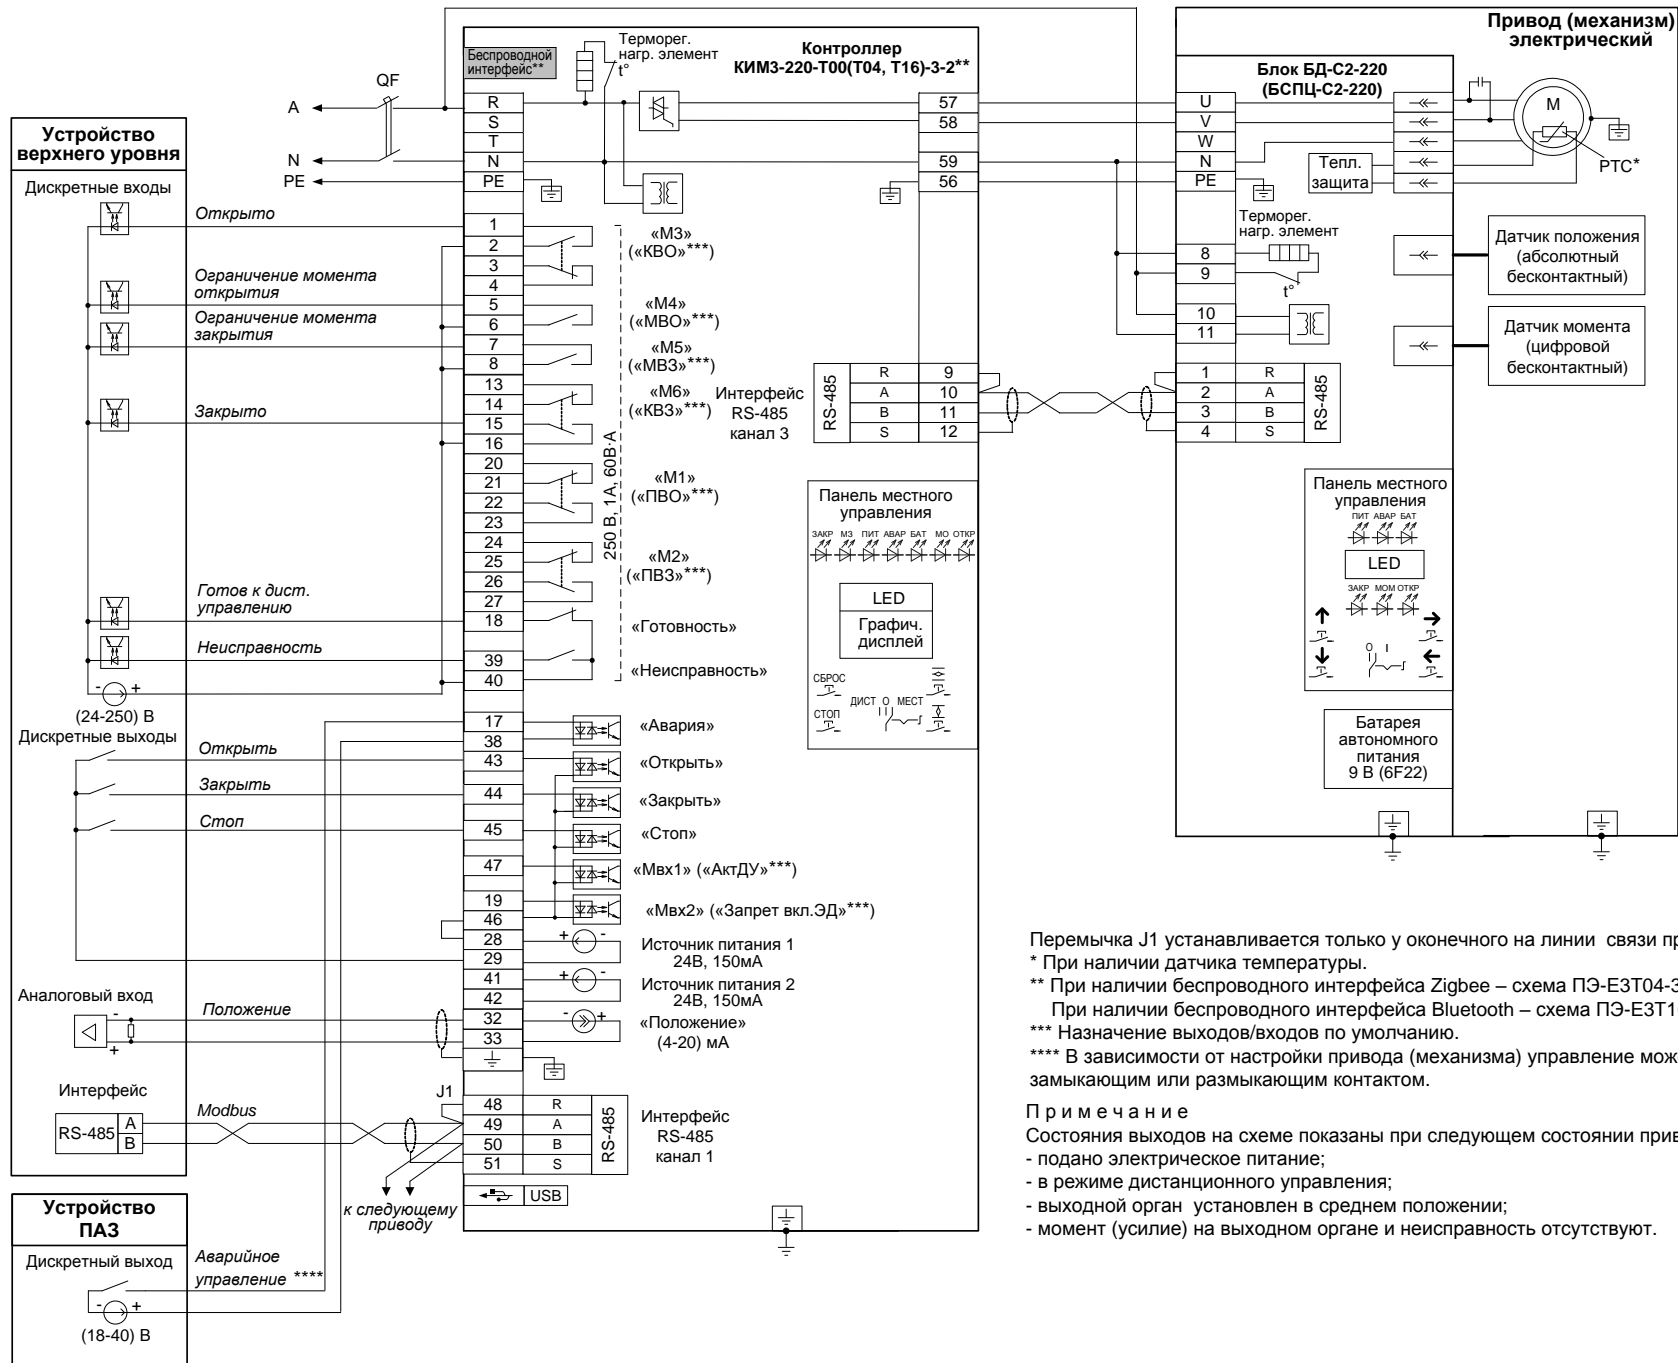 Привод (механизм)
электрический
Контроллер
КИМ3-220-Т00(Т04, Т16)-3-2**
Беспроводной
интерфейс**
Терморег.
нагр. элемент
t°
QF
A
N
PE
R
S
T
N
PE
57
58
59
56
Блок БД-С2-220
(БСПЦ-С2-220)
U
V
W
N
PE
Тепл.
защита
M
PTC*
Терморег.
нагр. элемент
t°
8
9
10
11
Датчик положения
(абсолютный
бесконтактный)
Датчик момента
(цифровой
бесконтактный)
Устройство
верхнего уровня
Дискретные входы
Открыто
Ограничение момента
открытия
Ограничение момента
закрытия
Закрыто
Готов к дист.
управлению
Неисправность
- +
(24-250) В
Дискретные выходы
Открыть
Закрыть
Стоп
Аналоговый вход
Положение
-
+
Интерфейс
RS-485
A
B
Modbus
1
2
3
4
5
6
7
8
13
14
15
16
20
21
22
23
24
25
26
27
18
39
40
17
38
43
44
45
47
19
46
28
29
41
42
32
33
J1
48 R
49 A
50 B
51 S
RS-485
USB
250 В, 1А, 60В·А
«М3»
(«КВО»***)
«М4»
(«МВО»***)
«М5»
(«МВЗ»***)
«М6»
(«КВЗ»***)
«М1»
(«ПВО»***)
«М2»
(«ПВЗ»***)
«Готовность»
«Неисправность»
«Авария»
«Открыть»
«Закрыть»
«Стоп»
«Мвх1» («АктДУ»***)
«Мвх2» («Запрет вкл.ЭД»***)
+ -
Источник питания 1
24В, 150мА
+ -
Источник питания 2
24В, 150мА
- +
«Положение»
(4-20) мА
Интерфейс
RS-485
канал 1
Интерфейс
RS-485
канал 3
RS-485
R 9
A 10
B 11
S 12
1 R
2 A
3 B
4 S
RS-485
Панель местного
управления
ЗАКР МЗ ПИТ АВАР БАТ МО ОТКР
LED
Графич.
дисплей
СБРОС
СТОП
ДИСТ О МЕСТ
Панель местного
управления
ПИТ АВАР БАТ
LED
ЗАКР МОМ ОТКР
О I
Батарея
автономного
питания
9 В (6F22)
к следующему
приводу
Устройство
ПАЗ
Дискретный выход
Аварийное
управление ****
- +
(18-40) В
Перемычка J1 устанавливается только у оконечного на линии связи пр
* При наличии датчика температуры.
** При наличии беспроводного интерфейса Zigbee – схема ПЭ-Е3Т04-3
При наличии беспроводного интерфейса Bluetooth – схема ПЭ-Е3Т1
*** Назначение выходов/входов по умолчанию.
**** В зависимости от настройки привода (механизма) управление мож
замыкающим или размыкающим контактом.
Примечание
Состояния выходов на схеме показаны при следующем состоянии прив
- подано электрическое питание;
- в режиме дистанционного управления;
- выходной орган установлен в среднем положении;
- момент (усилие) на выходном органе и неисправность отсутствуют.